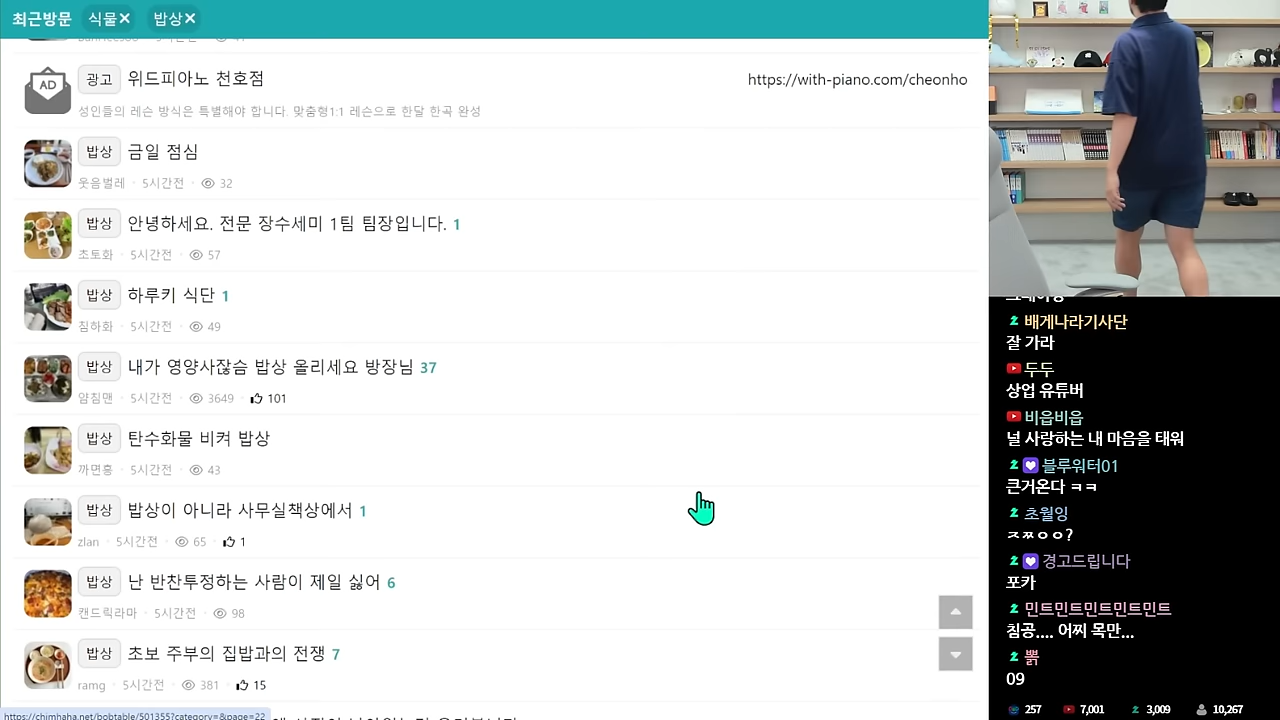 최근방문 식물× 밥상×
AD 광고 위드피아노 천호점 https://with-piano.com/cheonho
성인들의 레슨 방식은 특별해야 합니다. 맞춤형1:1 레슨으로 한달 한곡 완성
밥상 금일 점심
웃음벌레 · 5시간전 · 32
밥상 안녕하세요. 전문 장수세미 1팀 팀장입니다. 1
초토화 · 5시간전 · 57
밥상 하루키 식단 1
침하화 · 5시간전 · 49
밥상 내가 영양사잖슴 밥상 올리세요 방장님 37
얌침맨 · 5시간전 · 3649 · 101
밥상 탄수화물 비켜 밥상
까면홍 · 5시간전 · 43
밥상 밥상이 아니라 사무실책상에서 1
zlan · 5시간전 · 65 · 1
밥상 난 반찬투정하는 사람이 제일 싫어 6
캔드릭라마 · 5시간전 · 98
밥상 초보 주부의 집밥과의 전쟁 7
ramg · 5시간전 · 381 · 15
https://chimhaha.net/bobtable/501355?category=&page=22
배게나라기사단
잘 가라
두두
상업 유튜버
비읍비읍
널 사랑하는 내 마음을 태워
블루워터01
큰거온다 ㅋㅋ
초월잉
ㅈㅉㅇㅇ?
경고드립니다
포카
민트민트민트민트민트
침공.... 어찌 목만...
뽉
09
257 7,001 3,009 10,267